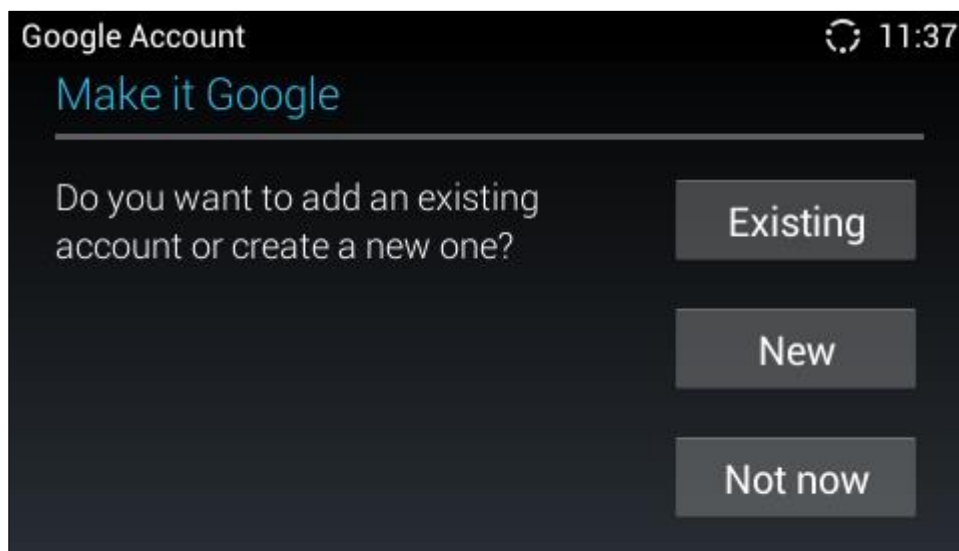 Google Account 11:37
Make it Google
Do you want to add an existing
account or create a new one?
Existing
New
Not now